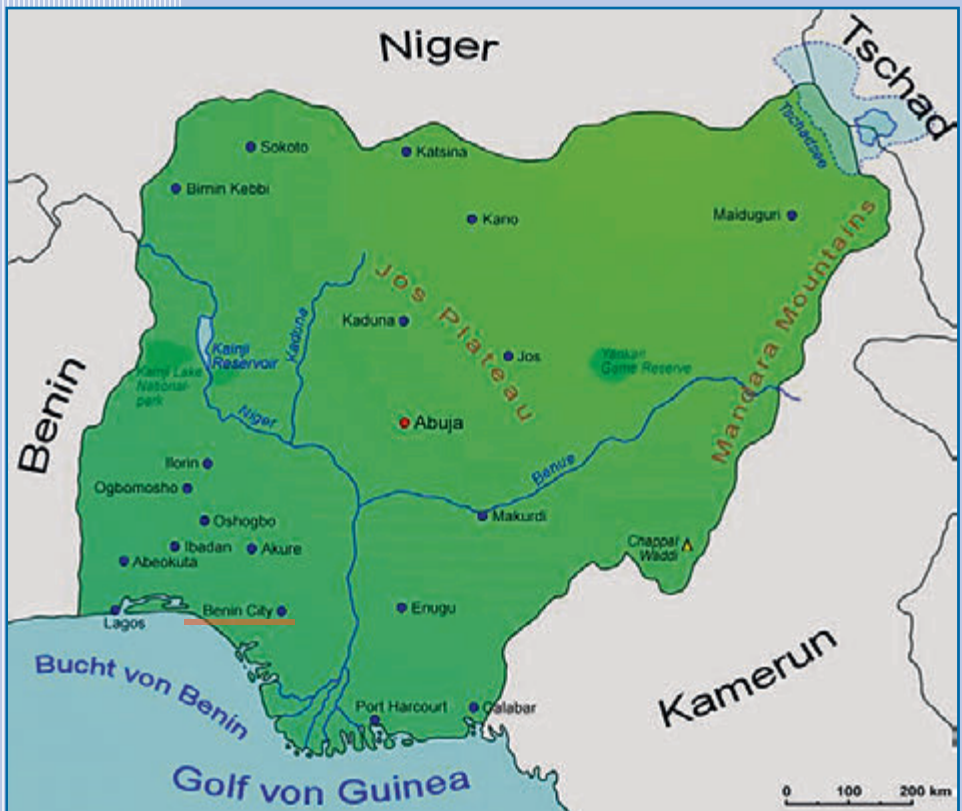 Niger
Tschad
Tschadsee
Sokoto
Katsina
Birnin Kebbi
Kano
Maiduguri
Mandara Mountains
Jos Plateau
Kaduna
Kaduna
Kainji
Reservoir
Jos
Yankari
Game Reserve
Kainji Lake
National-
park
Benin
Niger
Abuja
Benue
Ilorin
Ogbomosho
Oshogbo
Makurdi
Ibadan
Akure
Abeokuta
Chappal
Waddi
Lagos
Benin City
Enugu
Kamerun
Bucht von Benin
Port Harcourt
Calabar
Golf von Guinea
0 100 200 km